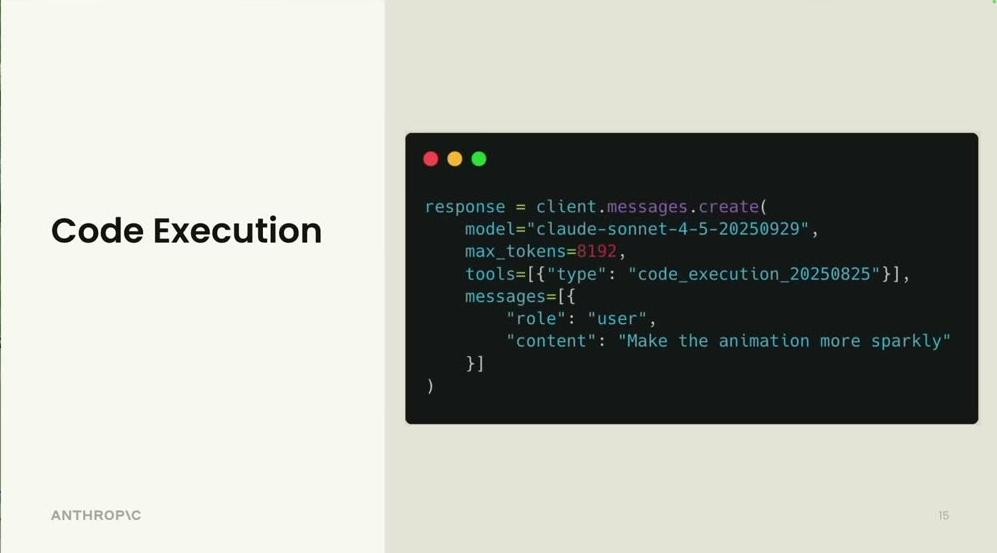 Code Execution
response = client.messages.create(
    model="claude-sonnet-4-5-20250929",
    max_tokens=8192,
    tools=[{"type": "code_execution_20250825"}],
    messages=[{
        "role": "user",
        "content": "Make the animation more sparkly"
    }]
)
ANTHROP\C
15